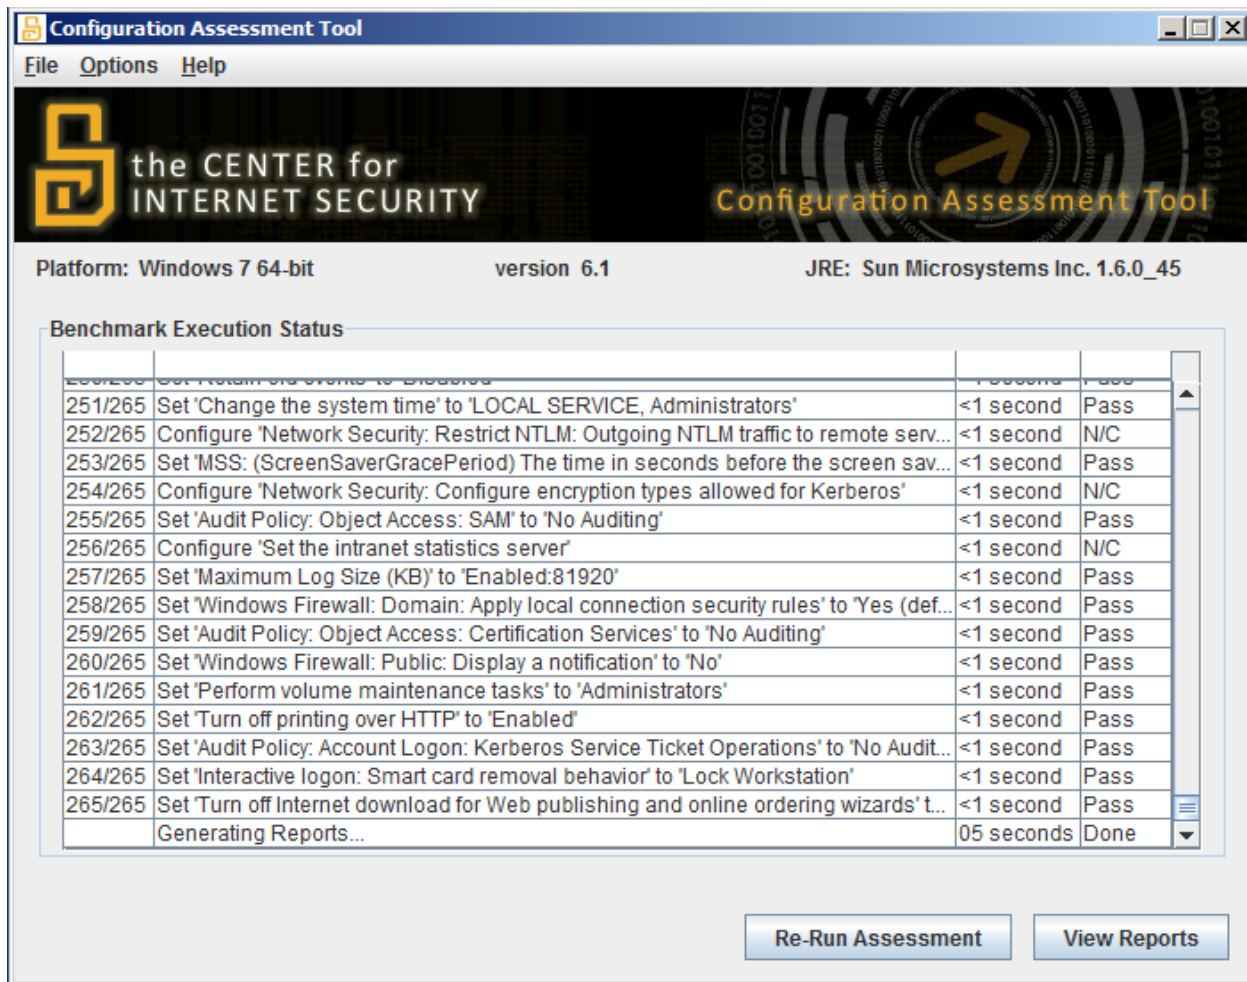 Configuration Assessment Tool
File Options Help
the CENTER for
INTERNET SECURITY
Configuration Assessment Tool
Platform: Windows 7 64-bit version 6.1 JRE: Sun Microsystems Inc. 1.6.0_45
Benchmark Execution Status
251/265 Set 'Change the system time' to 'LOCAL SERVICE, Administrators' <1 second Pass
252/265 Configure 'Network Security: Restrict NTLM: Outgoing NTLM traffic to remote serv... <1 second N/C
253/265 Set 'MSS: (ScreenSaverGracePeriod) The time in seconds before the screen sav... <1 second Pass
254/265 Configure 'Network Security: Configure encryption types allowed for Kerberos' <1 second N/C
255/265 Set 'Audit Policy: Object Access: SAM' to 'No Auditing' <1 second Pass
256/265 Configure 'Set the intranet statistics server' <1 second N/C
257/265 Set 'Maximum Log Size (KB)' to 'Enabled:81920' <1 second Pass
258/265 Set 'Windows Firewall: Domain: Apply local connection security rules' to 'Yes (def... <1 second Pass
259/265 Set 'Audit Policy: Object Access: Certification Services' to 'No Auditing' <1 second Pass
260/265 Set 'Windows Firewall: Public: Display a notification' to 'No' <1 second Pass
261/265 Set 'Perform volume maintenance tasks' to 'Administrators' <1 second Pass
262/265 Set 'Turn off printing over HTTP' to 'Enabled' <1 second Pass
263/265 Set 'Audit Policy: Account Logon: Kerberos Service Ticket Operations' to 'No Audit... <1 second Pass
264/265 Set 'Interactive logon: Smart card removal behavior' to 'Lock Workstation' <1 second Pass
265/265 Set 'Turn off Internet download for Web publishing and online ordering wizards' t... <1 second Pass
Generating Reports... 05 seconds Done
Re-Run Assessment View Reports